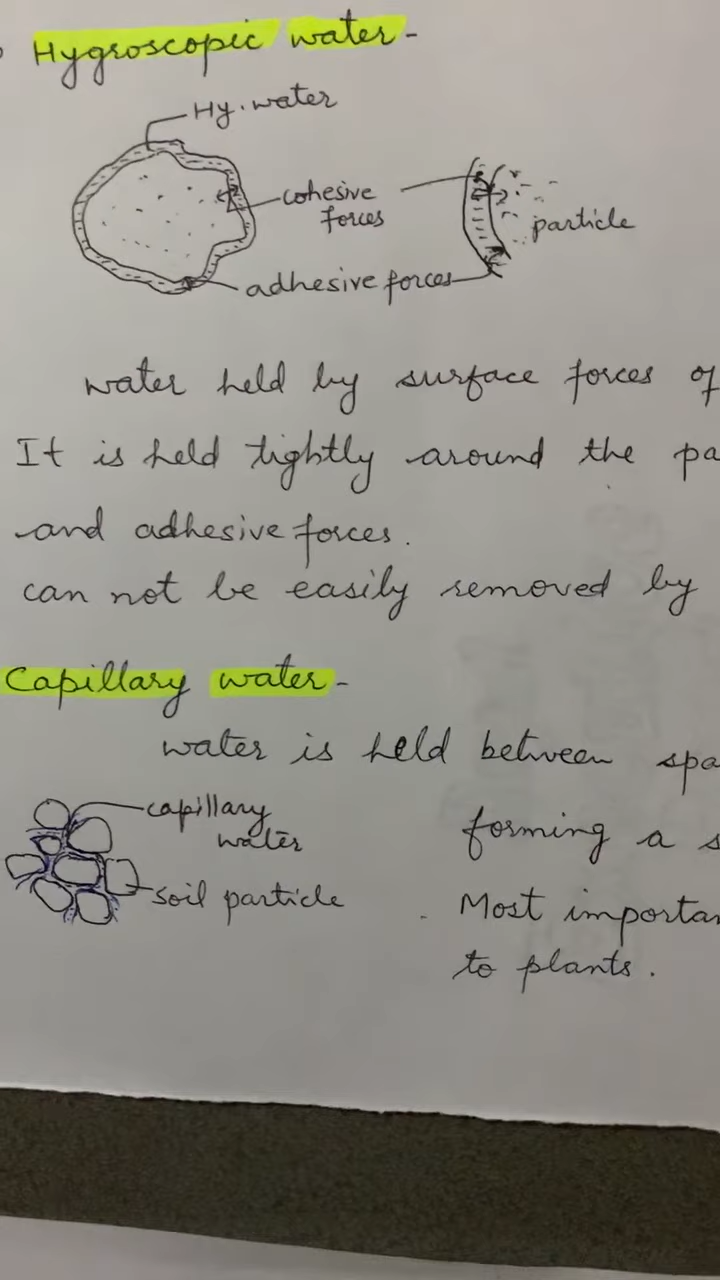 Hygroscopic water-
Hy. water
cohesive
forces
particle
adhesive forces
water held by surface forces of
It is held tightly around the pa
and adhesive forces.
can not be easily removed by
Capillary water-
water is held between spa
capillary
water
forming a s
soil particle
. Most importan
to plants.